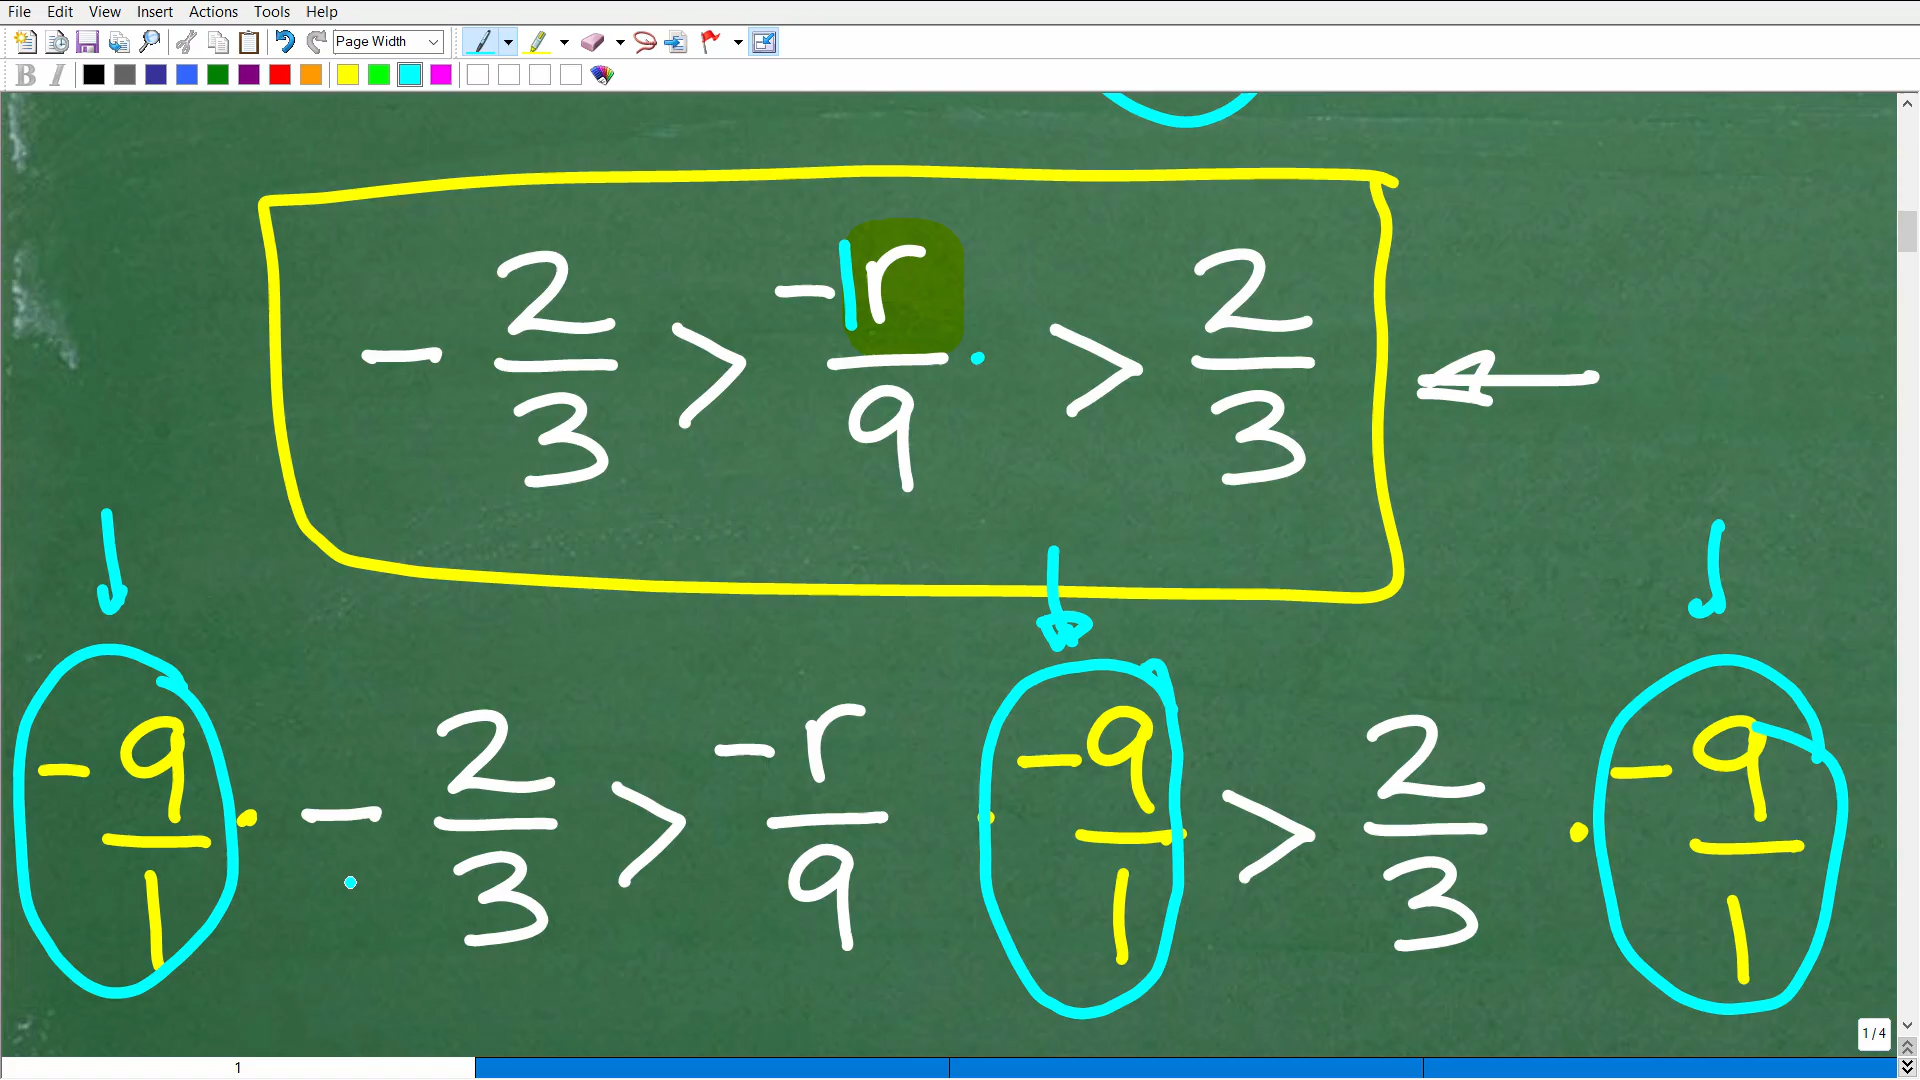 File Edit View Insert Actions Tools Help
Page Width
B I
- 2/3 > -1r/9 · > 2/3
-9/1 · - 2/3 > -r/9 · -9/1 > 2/3 · -9/1
1 / 4
1